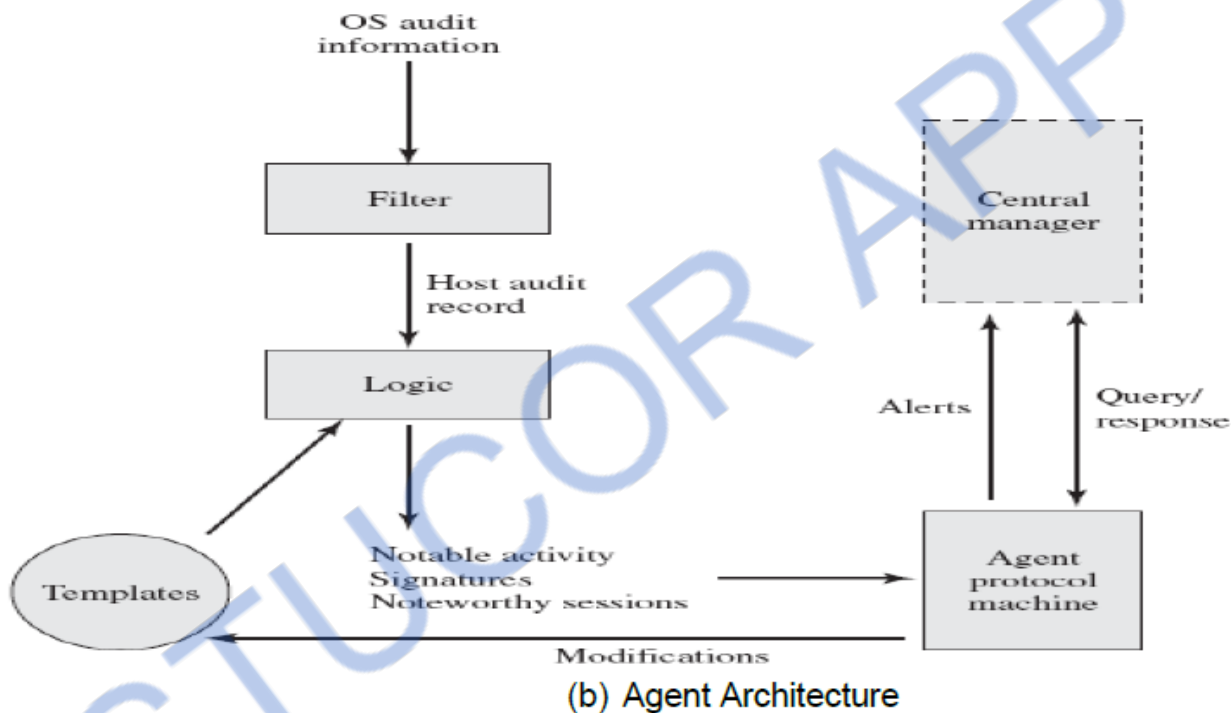 OS audit
information
Filter
Central
manager
Host audit
record
Logic
Alerts
Query/
response
Templates
Notable activity
Signatures
Noteworthy sessions
Agent
protocol
machine
Modifications
(b) Agent Architecture
STUCOR APP